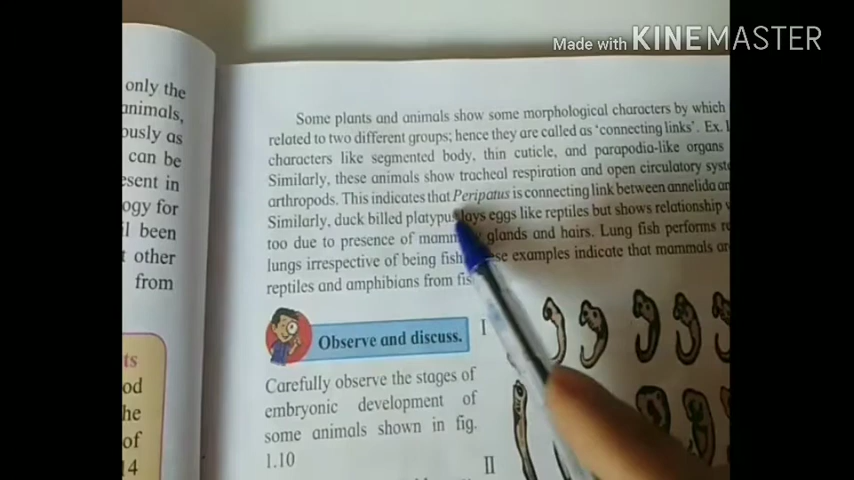 Made with KINEMASTER
only the
animals,
ously as
can be
esent in
ogy for
il been
other
from
ts
od
he
of
14
Some plants and animals show some morphological characters by which
related to two different groups; hence they are called as 'connecting links'. Ex.
characters like segmented body, thin cuticle, and parapodia-like organs
Similarly, these animals show tracheal respiration and open circulatory syste
arthropods. This indicates that Peripatus is connecting link between annelida an
Similarly, duck billed platypus lays eggs like reptiles but shows relationship
too due to presence of mamm glands and hairs. Lung fish performs re
lungs irrespective of being fish. se examples indicate that mammals ar
reptiles and amphibians from fis
Observe and discuss.
Carefully observe the stages of
embryonic development of
some animals shown in fig.
1.10
I
II